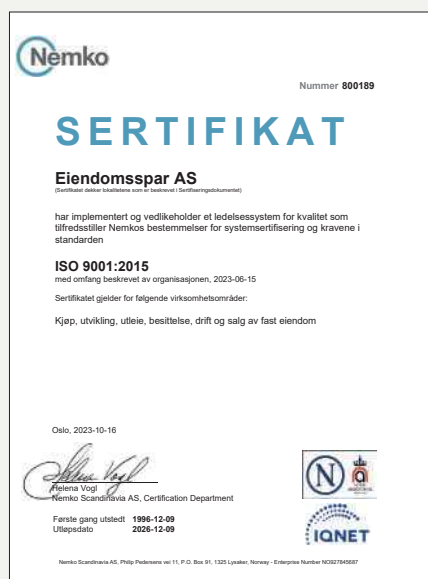 Nemko
Nummer 800189
SERTIFIKAT
Eiendomsspar AS
(Sertifikatet dekker lokalitetene som er beskrevet i Sertifiseringsdokumentet)
har implementert og vedlikeholder et ledelsessystem for kvalitet som
tilfredsstiller Nemkos bestemmelser for systemsertifisering og kravene i
standarden
ISO 9001:2015
med omfang beskrevet av organisasjonen, 2023-06-15
Sertifikatet gjelder for følgende virksomhetsområder:
Kjøp, utvikling, utleie, besittelse, drift og salg av fast eiendom
Oslo, 2023-10-16
Helena Vogl
Nemko Scandinavia AS, Certification Department
Første gang utstedt 1996-12-09
Utløpsdato 2026-12-09
N
IQNET
Nemko Scandinavia AS, Philip Pedersens vei 11, P.O. Box 91, 1325 Lysaker, Norway - Enterprise Number NO927845687